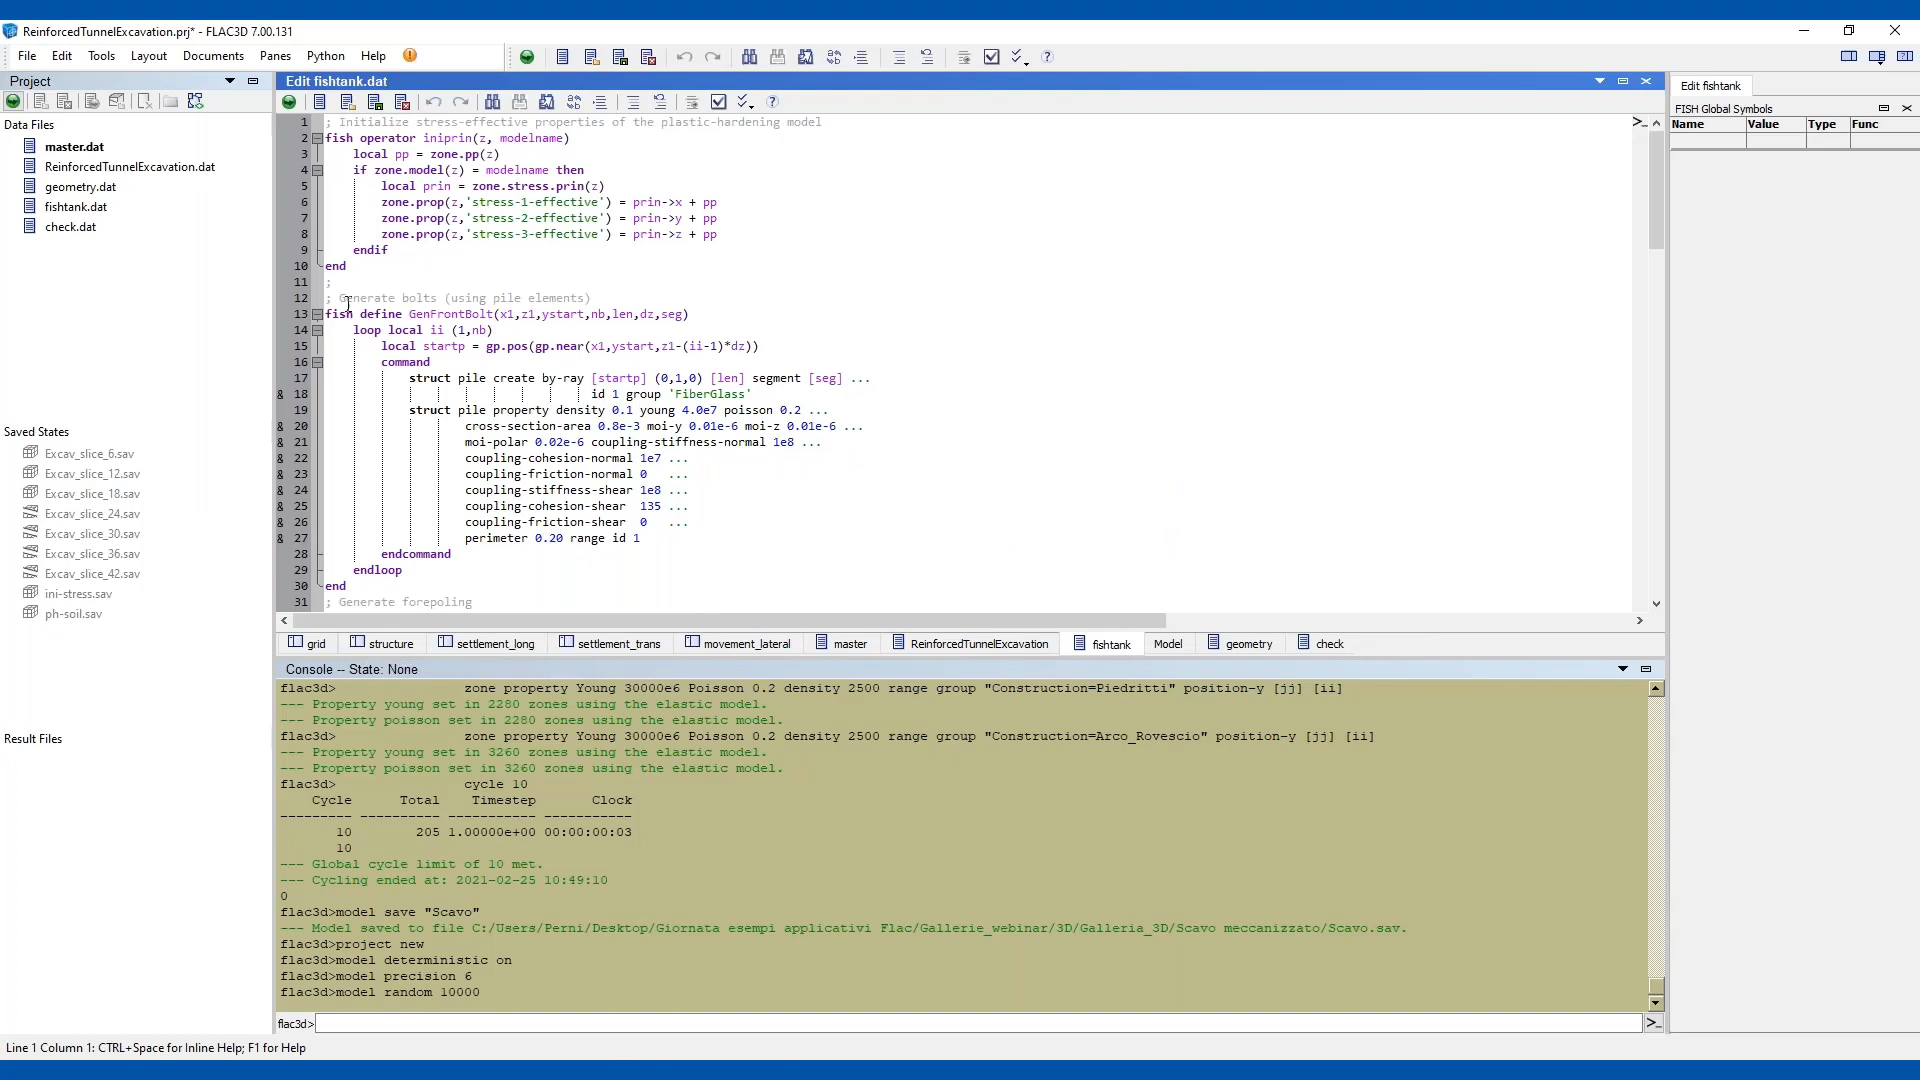 ReinforcedTunnelExcavation.prj* - FLAC3D 7.00.131
File Edit Tools Layout Documents Panes Python Help
Project
Data Files
master.dat
ReinforcedTunnelExcavation.dat
geometry.dat
fishtank.dat
check.dat
Saved States
Excav_slice_6.sav
Excav_slice_12.sav
Excav_slice_18.sav
Excav_slice_24.sav
Excav_slice_30.sav
Excav_slice_36.sav
Excav_slice_42.sav
ini-stress.sav
ph-soil.sav
Result Files
Edit fishtank.dat
1 ; Initialize stress-effective properties of the plastic-hardening model
2 fish operator iniprin(z, modelname)
3 local pp = zone.pp(z)
4 if zone.model(z) = modelname then
5 local prin = zone.stress.prin(z)
6 zone.prop(z,'stress-1-effective') = prin->x + pp
7 zone.prop(z,'stress-2-effective') = prin->y + pp
8 zone.prop(z,'stress-3-effective') = prin->z + pp
9 endif
10 end
11 ;
12 ; Generate bolts (using pile elements)
13 fish define GenFrontBolt(x1,z1,ystart,nb,len,dz,seg)
14 loop local ii (1,nb)
15 local startp = gp.pos(gp.near(x1,ystart,z1-(ii-1)*dz))
16 command
17 struct pile create by-ray [startp] (0,1,0) [len] segment [seg] ...
& 18 id 1 group 'FiberGlass'
19 struct pile property density 0.1 young 4.0e7 poisson 0.2 ...
& 20 cross-section-area 0.8e-3 moi-y 0.01e-6 moi-z 0.01e-6 ...
& 21 moi-polar 0.02e-6 coupling-stiffness-normal 1e8 ...
& 22 coupling-cohesion-normal 1e7 ...
& 23 coupling-friction-normal 0 ...
& 24 coupling-stiffness-shear 1e8 ...
& 25 coupling-cohesion-shear 135 ...
& 26 coupling-friction-shear 0 ...
& 27 perimeter 0.20 range id 1
28 endcommand
29 endloop
30 end
31 ; Generate forepoling
grid structure settlement_long settlement_trans movement_lateral master ReinforcedTunnelExcavation fishtank Model geometry check
Console -- State: None
flac3d> zone property Young 30000e6 Poisson 0.2 density 2500 range group "Construction=Piedritti" position-y [jj] [ii]
--- Property young set in 2280 zones using the elastic model.
--- Property poisson set in 2280 zones using the elastic model.
flac3d> zone property Young 30000e6 Poisson 0.2 density 2500 range group "Construction=Arco_Rovescio" position-y [jj] [ii]
--- Property young set in 3260 zones using the elastic model.
--- Property poisson set in 3260 zones using the elastic model.
flac3d> cycle 10
Cycle Total Timestep Clock
--------- ---------- ----------- -----------
10 205 1.00000e+00 00:00:00:03
10
--- Global cycle limit of 10 met.
--- Cycling ended at: 2021-02-25 10:49:10
0
flac3d>model save "Scavo"
--- Model saved to file C:/Users/Perni/Desktop/Giornata esempi applicativi Flac/Gallerie_webinar/3D/Galleria_3D/Scavo meccanizzato/Scavo.sav.
flac3d>project new
flac3d>model deterministic on
flac3d>model precision 6
flac3d>model random 10000
flac3d>
Line 1 Column 1: CTRL+Space for Inline Help; F1 for Help
Edit fishtank
FISH Global Symbols
Name Value Type Func